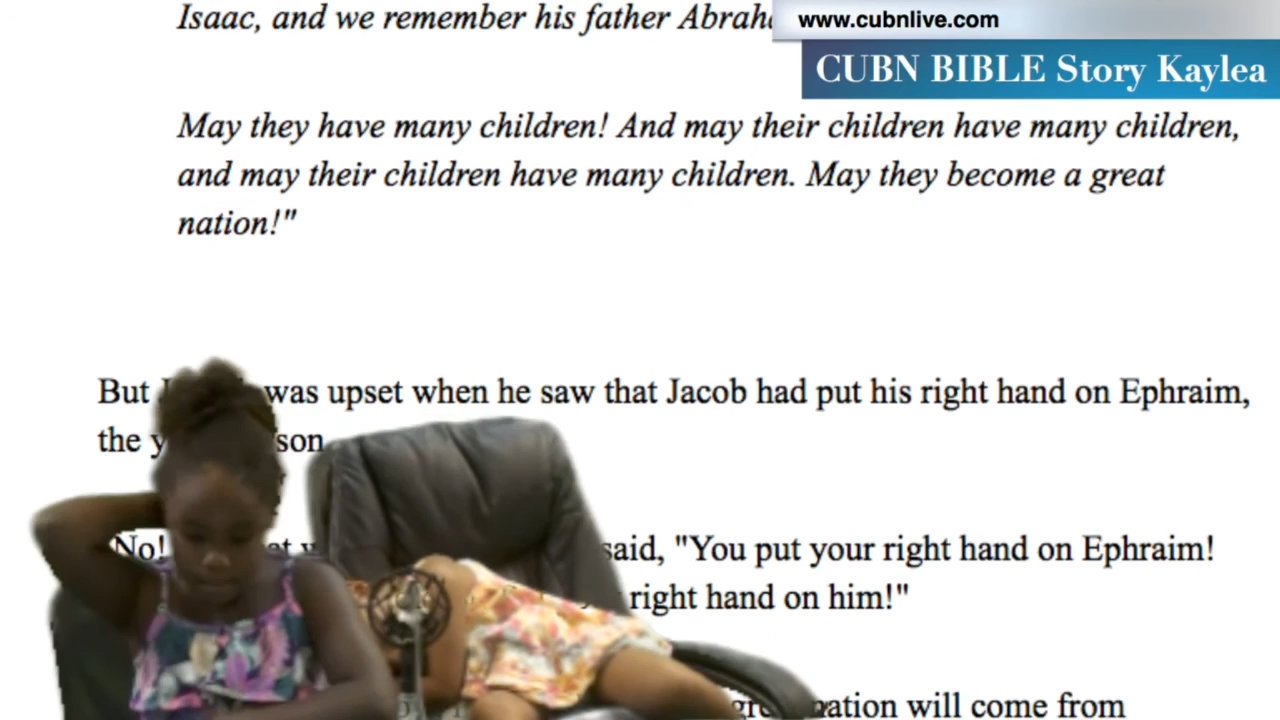 Isaac, and we remember his father
www.cubnlive.com
CUBN BIBLE Story Kaylea
May they have many children! And may their children have many children,
and may their children have many children. May they become a great
nation!"
But was upset when he saw that Jacob had put his right hand on Ephraim,
the son
No! said, "You put your right hand on Ephraim!
right hand on him!"
nation will come from